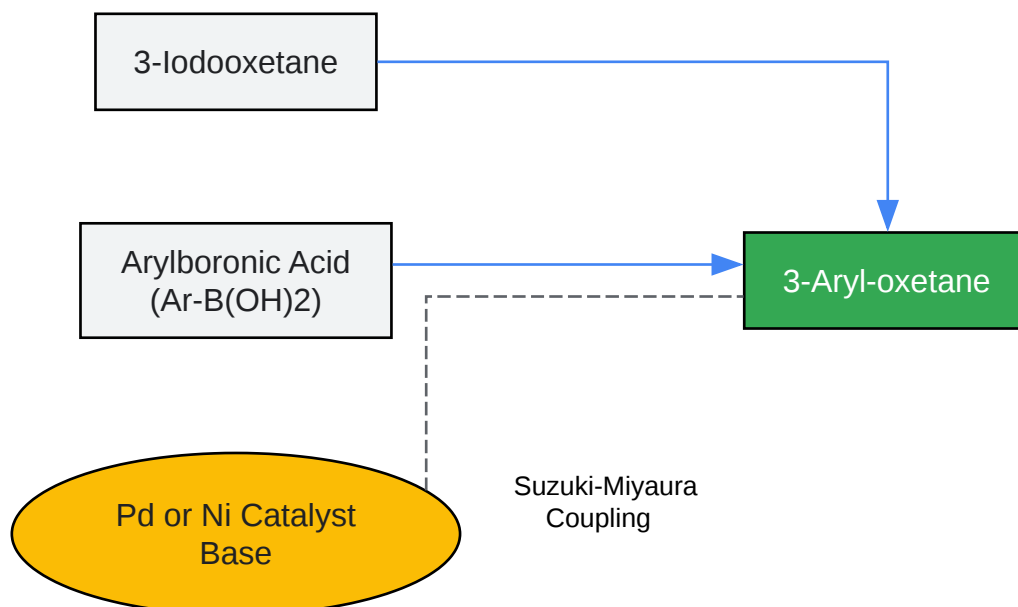 3-Iodooxetane
Arylboronic Acid
(Ar-B(OH)2)
3-Aryl-oxetane
Pd or Ni Catalyst
Base
Suzuki-Miyaura
Coupling